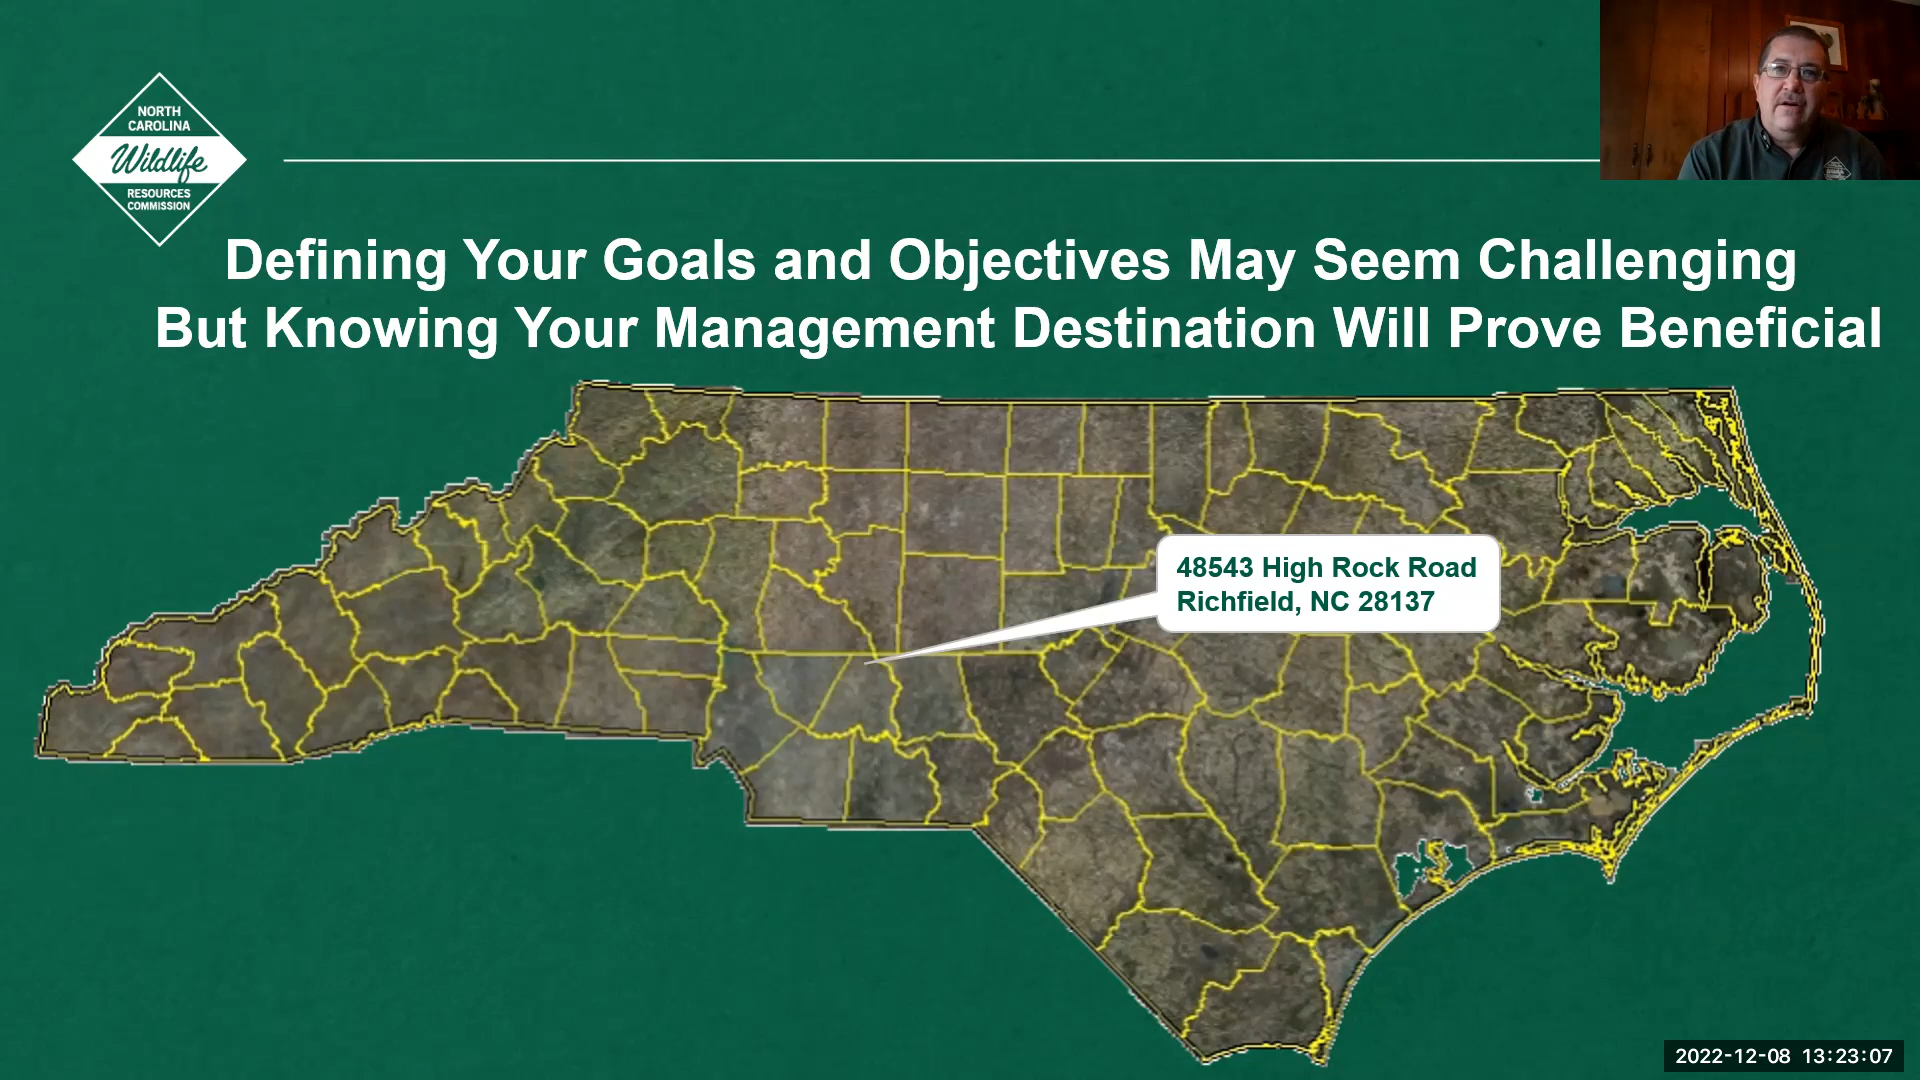 NORTH
CAROLINA
Wildlife
RESOURCES
COMMISSION
Defining Your Goals and Objectives May Seem Challenging
But Knowing Your Management Destination Will Prove Beneficial
48543 High Rock Road
Richfield, NC 28137
2022-12-08 13:23:07